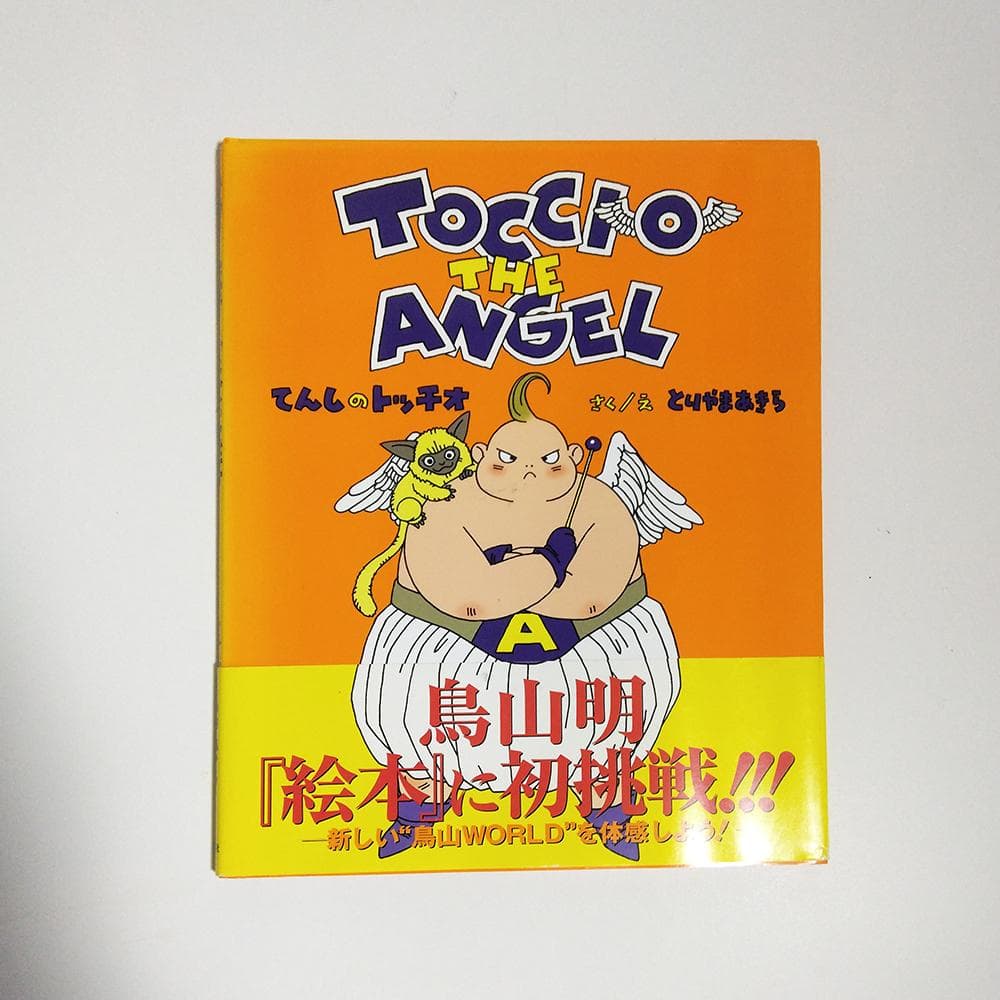 TOCCIO
THE
ANGEL
てんしのトッチオ
さく/え とりやまあきら
A
鳥山明
『絵本』に初挑戦!!!
—新しい“鳥山WORLD”を体感しよう!—